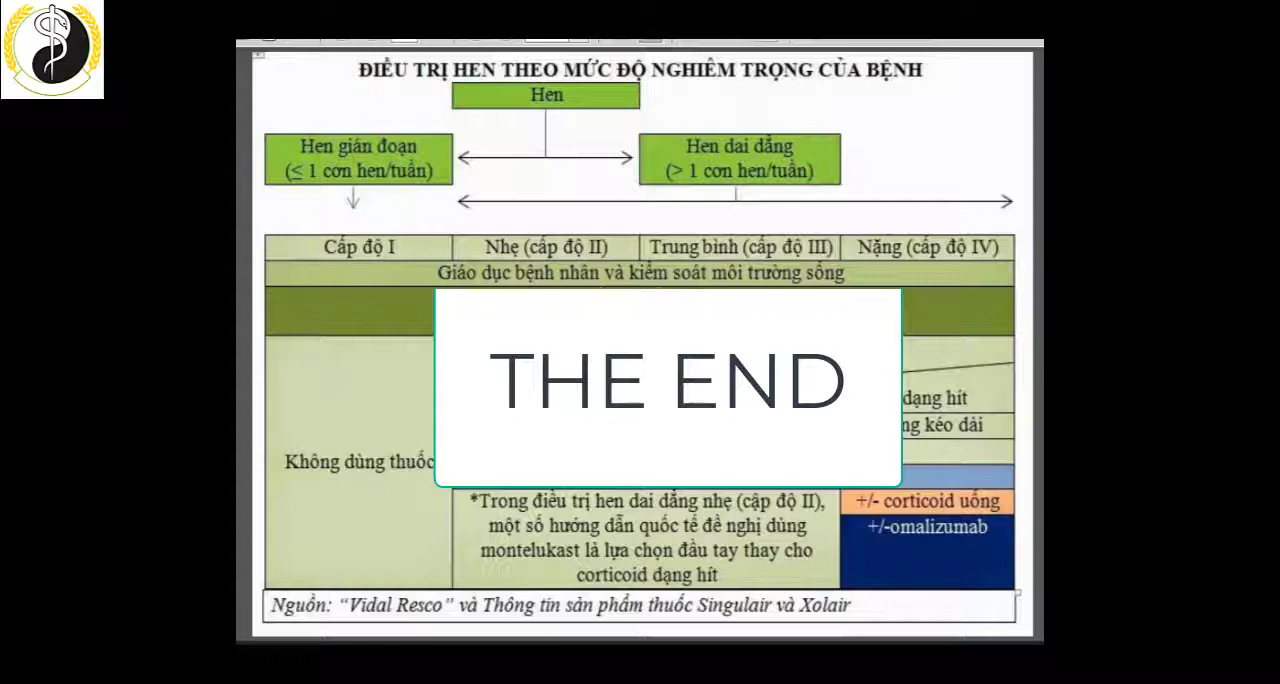 ĐIỀU TRỊ HEN THEO MỨC ĐỘ NGHIÊM TRỌNG CỦA BỆNH
Hen
Hen gián đoạn
(≤ 1 cơn hen/tuần)
Hen dai dẳng
(> 1 cơn hen/tuần)
Cấp độ I
Nhẹ (cấp độ II)
Trung bình (cấp độ III)
Nặng (cấp độ IV)
Giáo dục bệnh nhân và kiểm soát môi trường sống
THE END
dạng hít
ng kéo dài
Không dùng thuốc
*Trong điều trị hen dai dẳng nhẹ (cập độ II),
một số hướng dẫn quốc tế đề nghị dùng
montelukast là lựa chọn đầu tay thay cho
corticoid dạng hít
+/- corticoid uống
+/-omalizumab
Nguồn: “Vidal Resco” và Thông tin sản phẩm thuốc Singulair và Xolair